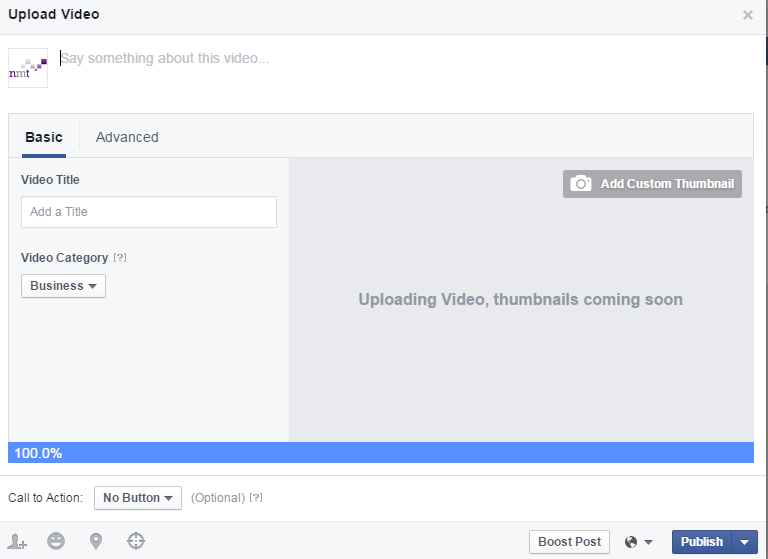 Upload Video
nmt
Say something about this video...
Basic
Advanced
Video Title
Add a Title
Video Category [?]
Business
Add Custom Thumbnail
Uploading Video, thumbnails coming soon
100.0%
Call to Action: No Button (Optional) [?]
Boost Post
Publish